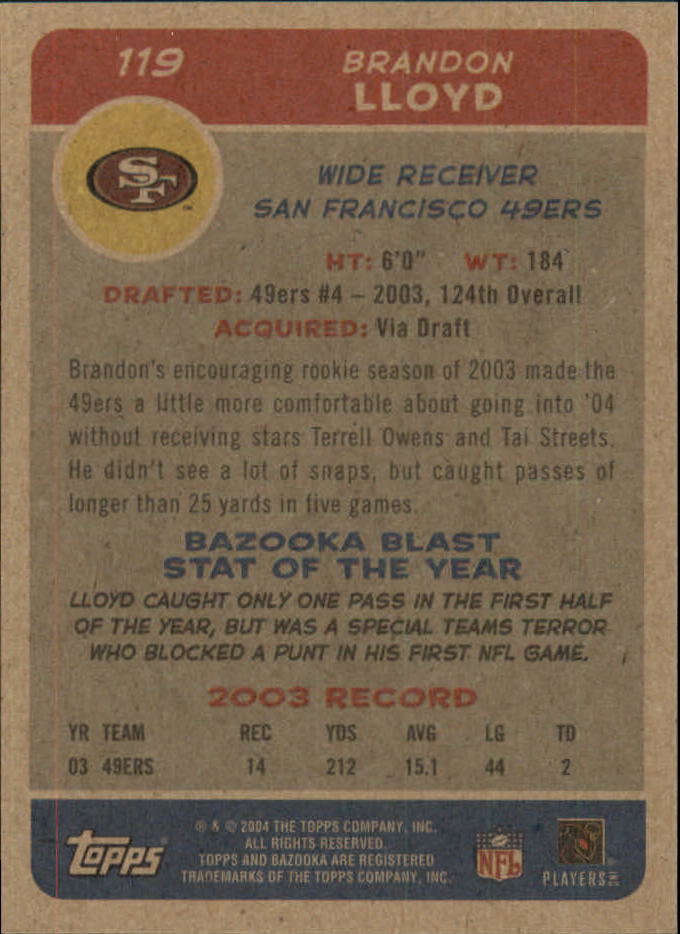 119
BRANDON
LLOYD
SF
WIDE RECEIVER
SAN FRANCISCO 49ERS
HT: 6'0" WT: 184
DRAFTED: 49ers #4 – 2003, 124th Overall
ACQUIRED: Via Draft
Brandon's encouraging rookie season of 2003 made the
49ers a little more comfortable about going into '04
without receiving stars Terrell Owens and Tai Streets.
He didn't see a lot of snaps, but caught passes of
longer than 25 yards in five games.
BAZOOKA BLAST
STAT OF THE YEAR
LLOYD CAUGHT ONLY ONE PASS IN THE FIRST HALF
OF THE YEAR, BUT WAS A SPECIAL TEAMS TERROR
WHO BLOCKED A PUNT IN HIS FIRST NFL GAME.
2003 RECORD
YR TEAM REC YDS AVG LG TD
03 49ERS 14 212 15.1 44 2
topps
® & © 2004 THE TOPPS COMPANY, INC.
ALL RIGHTS RESERVED.
TOPPS AND BAZOOKA ARE REGISTERED
TRADEMARKS OF THE TOPPS COMPANY, INC.
NFL
PLAYERS